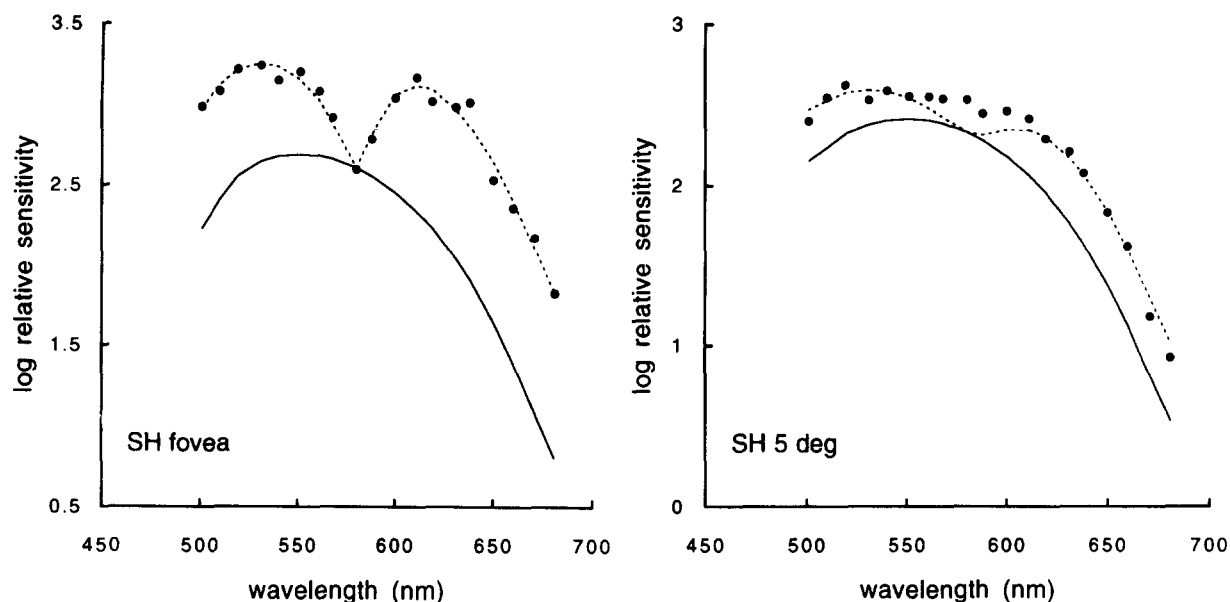 3.5
2.5
1.5
0.5
log relative sensitivity
SH fovea
450 500 550 600 650 700
wavelength (nm)
3
2
1
0
log relative sensitivity
SH 5 deg
450 500 550 600 650 700
wavelength (nm)